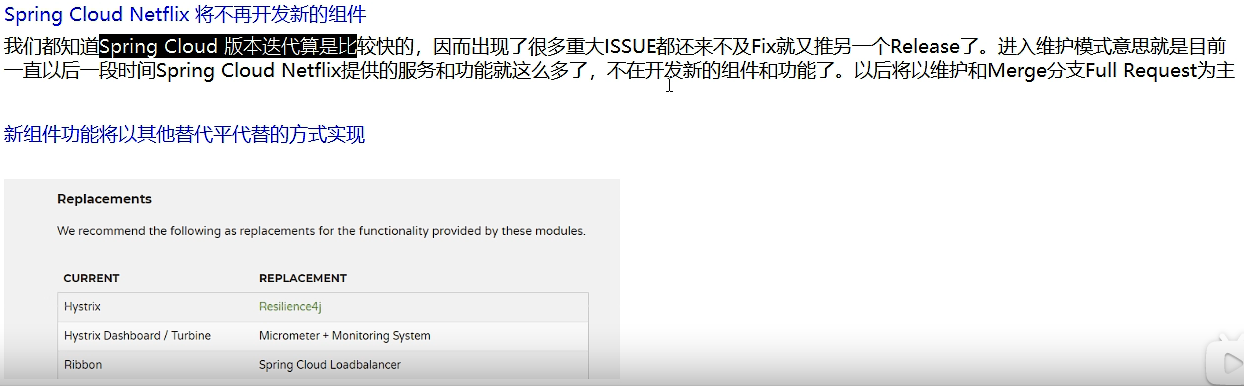 Spring Cloud Netflix 将不再开发新的组件
我们都知道Spring Cloud 版本迭代算是比较快的，因而出现了很多重大ISSUE都还来不及Fix就又推另一个Release了。进入维护模式意思就是目前
一直以后一段时间Spring Cloud Netflix提供的服务和功能就这么多了，不在开发新的组件和功能了。以后将以维护和Merge分支Full Request为主
新组件功能将以其他替代平代替的方式实现
Replacements
We recommend the following as replacements for the functionality provided by these modules.
CURRENT REPLACEMENT
Hystrix Resilience4j
Hystrix Dashboard / Turbine Micrometer + Monitoring System
Ribbon Spring Cloud Loadbalancer